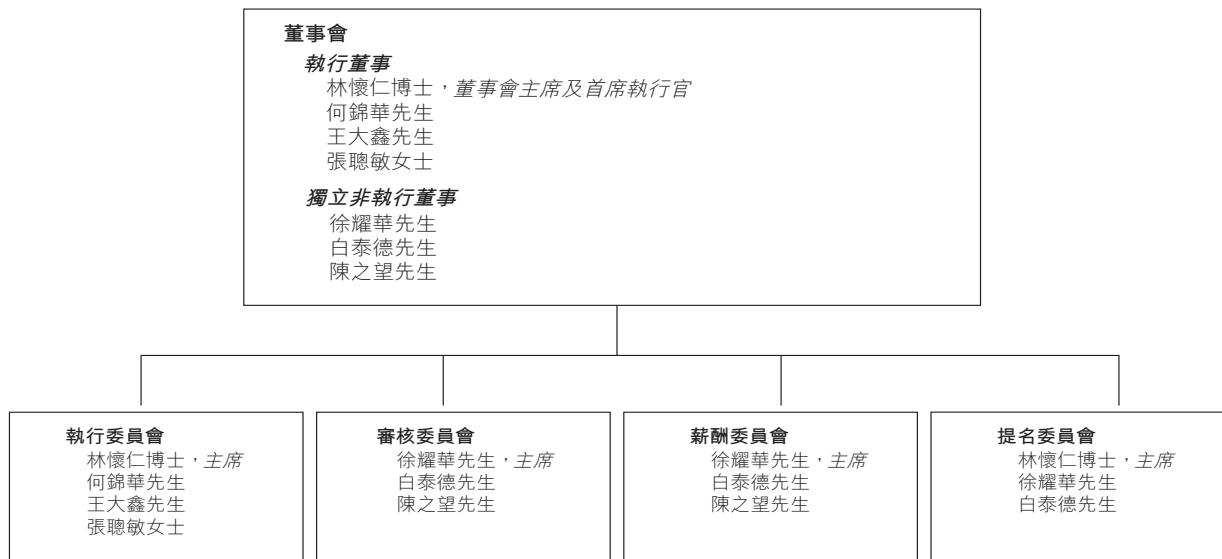 董事會
執行董事
林懷仁博士，董事會主席及首席執行官
何錦華先生
王大鑫先生
張聰敏女士
獨立非執行董事
徐耀華先生
白泰德先生
陳之望先生
執行委員會
林懷仁博士，主席
何錦華先生
王大鑫先生
張聰敏女士
審核委員會
徐耀華先生，主席
白泰德先生
陳之望先生
薪酬委員會
徐耀華先生，主席
白泰德先生
陳之望先生
提名委員會
林懷仁博士，主席
徐耀華先生
白泰德先生